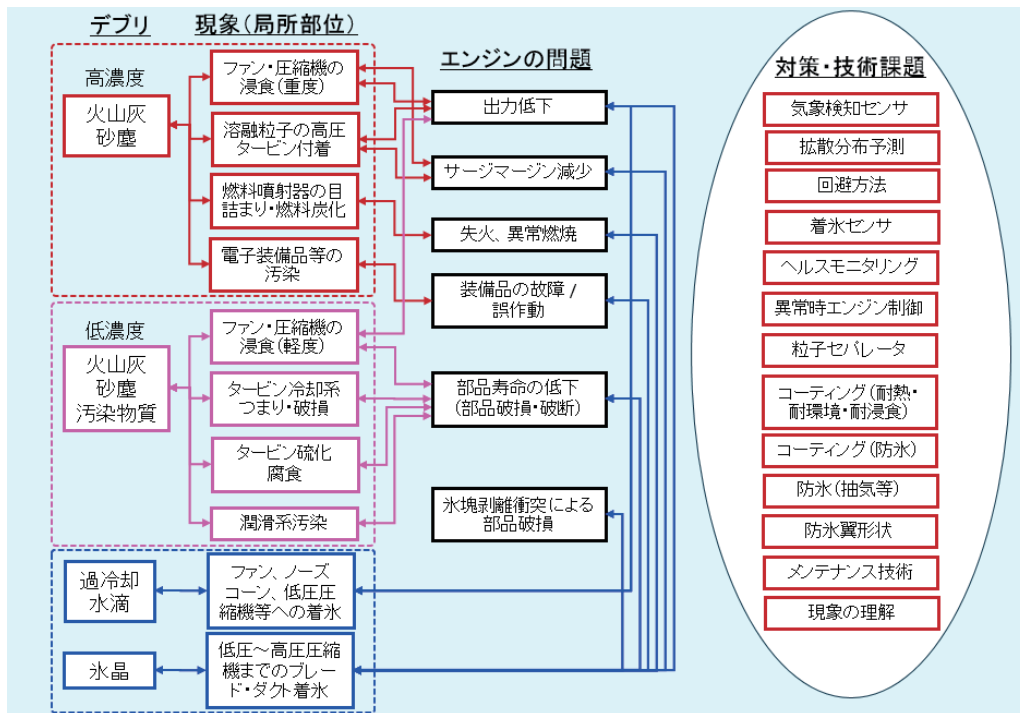 デブリ
現象（局所部位）
エンジンの問題
対策・技術課題
高濃度
火山灰
砂塵
ファン・圧縮機の
浸食（重度）
溶融粒子の高圧
タービン付着
燃料噴射器の目
詰まり・燃料炭化
電子装備品等の
汚染
低濃度
火山灰
砂塵
汚染物質
ファン・圧縮機の
浸食（軽度）
タービン冷却系
つまり・破損
タービン硫化
腐食
潤滑系汚染
過冷却
水滴
ファン、ノーズ
コーン、低圧圧
縮機等への着氷
氷晶
低圧～高圧圧縮
機までのブレー
ド・ダクト着氷
出力低下
サージマージン減少
失火、異常燃焼
装備品の故障 /
誤作動
部品寿命の低下
（部品破損・破断）
氷塊剥離衝突による
部品破損
気象検知センサ
拡散分布予測
回避方法
着氷センサ
ヘルスモニタリング
異常時エンジン制御
粒子セパレータ
コーティング（耐熱・
耐環境・耐浸食）
コーティング（防氷）
防氷（抽気等）
防氷翼形状
メンテナンス技術
現象の理解